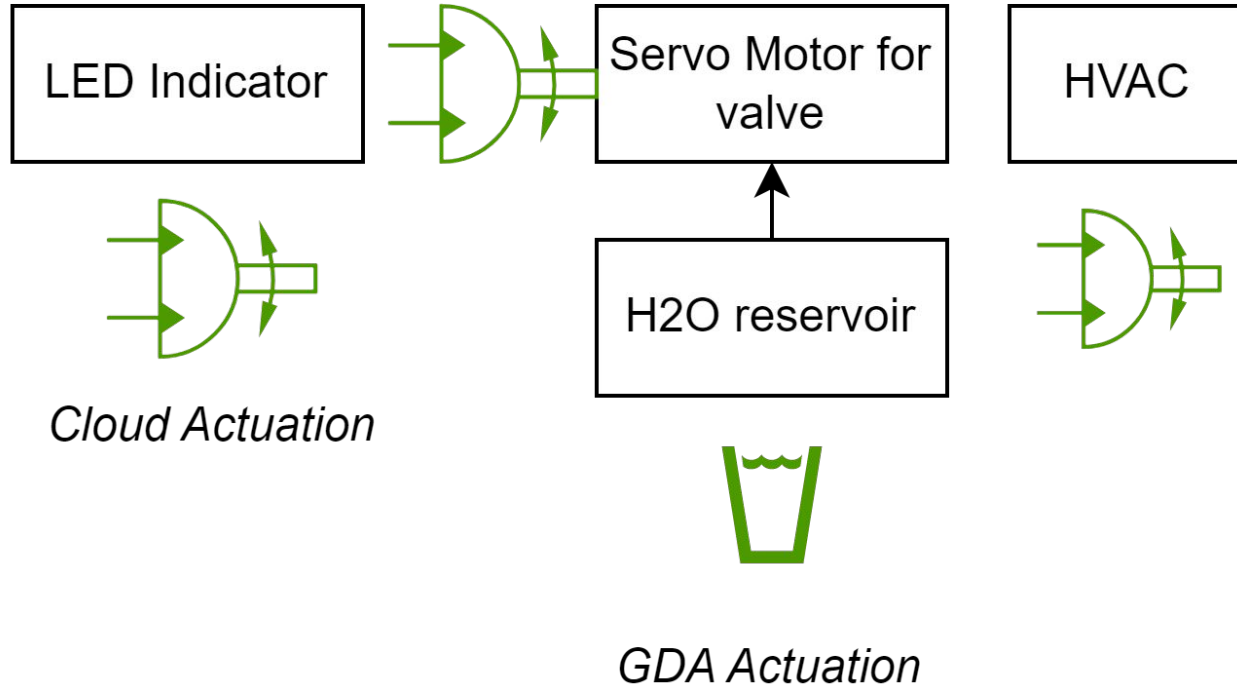 LED Indicator
Servo Motor for
valve
HVAC
H2O reservoir
Cloud Actuation
GDA Actuation